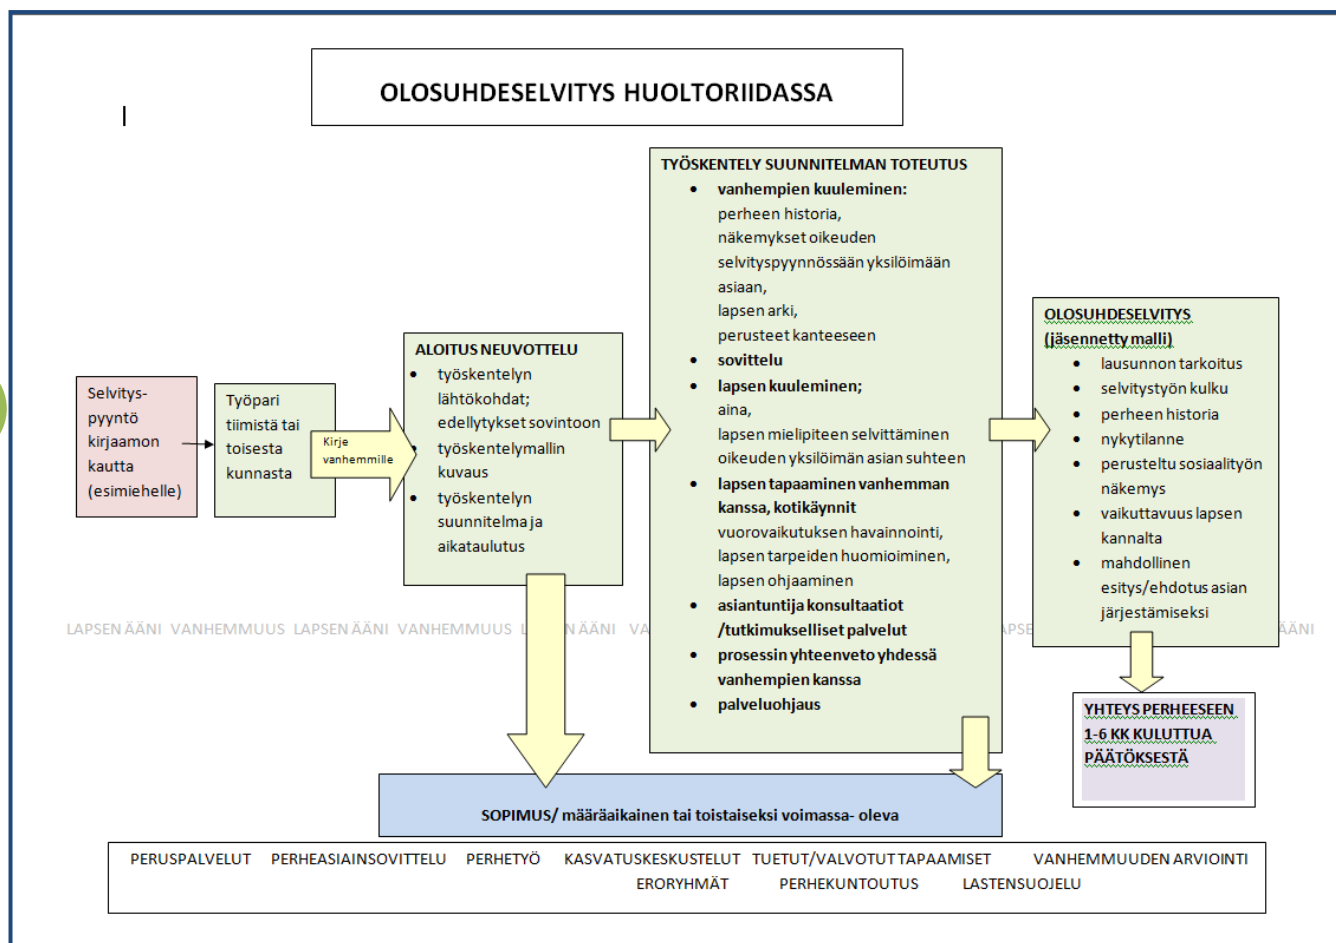 OLOSUHDESELVITYS HUOLTORIIDASSA
Selvitys-
pyyntö
kirjaamon
kautta
(esimiehelle)
Työpari
tiimistä tai
toisesta
kunnasta
Kirje
vanhemmille
ALOITUS NEUVOTTELU
• työskentelyn
lähtökohdat;
edellytykset sovintoon
• työskentelymallin
kuvaus
• työskentelyn
suunnitelma ja
aikataulutus
TYÖSKENTELY SUUNNITELMAN TOTEUTUS
• vanhempien kuuleminen:
perheen historia,
näkemykset oikeuden
selvityspyynnössään yksilöimään
asiaan,
lapsen arki,
perusteet kanteeseen
• sovittelu
• lapsen kuuleminen;
aina,
lapsen mielipiteen selvittäminen
oikeuden yksilöimän asian suhteen
• lapsen tapaaminen vanhemman
kanssa, kotikäynnit
vuorovaikutuksen havainnointi,
lapsen tarpeiden huomioiminen,
lapsen ohjaaminen
• asiantuntija konsultaatiot
/tutkimukselliset palvelut
• prosessin yhteenveto yhdessä
vanhempien kanssa
• palveluohjaus
OLOSUHDESELVITYS
(jäsennetty malli)
• lausunnon tarkoitus
• selvitystyön kulku
• perheen historia
• nykytilanne
• perusteltu sosiaalityön
näkemys
• vaikuttavuus lapsen
kannalta
• mahdollinen
esitys/ehdotus asian
järjestämiseksi
LAPSEN ÄÄNI VANHEMMUUS LAPSEN ÄÄNI VANHEMMUUS L N ÄÄNI VA APSE ÄÄNI
YHTEYS PERHEESEEN
1-6 KK KULUTTUA
PÄÄTÖKSESTÄ
SOPIMUS/ määräaikainen tai toistaiseksi voimassa- oleva
PERUSPALVELUT PERHEASIAINSOVITTELU PERHETYÖ KASVATUSKESKUSTELUT TUETUT/VALVOTUT TAPAAMISET VANHEMMUUDEN ARVIOINTI
ERORYHMÄT PERHEKUNTOUTUS LASTENSUOJELU